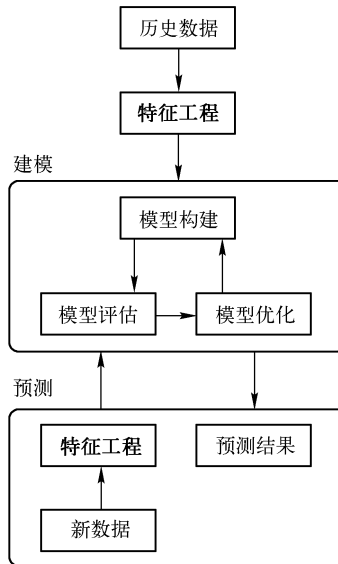 历史数据
特征工程
建模
模型构建
模型评估
模型优化
预测
特征工程
预测结果
新数据